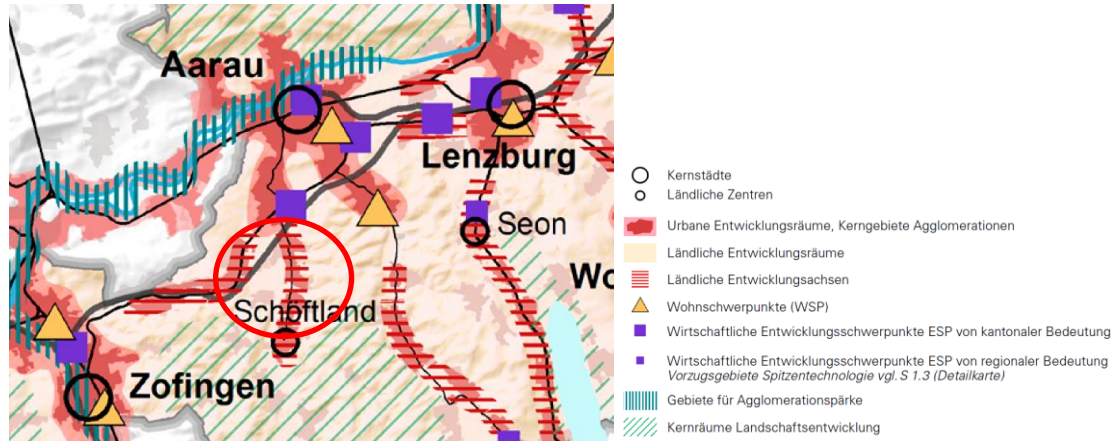 Aarau
Lenzburg
Seon
Wo
Schöftland
Zofingen
Kernstädte
Ländliche Zentren
Urbane Entwicklungsräume, Kerngebiete Agglomerationen
Ländliche Entwicklungsräume
Ländliche Entwicklungsachsen
Wohnschwerpunkte (WSP)
Wirtschaftliche Entwicklungsschwerpunkte ESP von kantonaler Bedeutung
Wirtschaftliche Entwicklungsschwerpunkte ESP von regionaler Bedeutung
Vorzugsgebiete Spitzentechnologie vgl. S 1.3 (Detailkarte)
Gebiete für Agglomerationspärke
Kernräume Landschaftsentwicklung